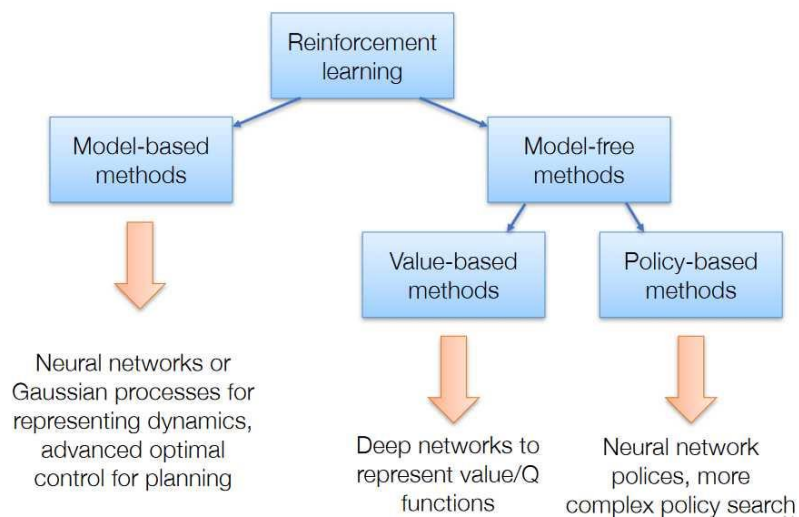 Reinforcement
learning
Model-based
methods
Model-free
methods
Value-based
methods
Policy-based
methods
Neural networks or
Gaussian processes for
representing dynamics,
advanced optimal
control for planning
Deep networks to
represent value/Q
functions
Neural network
polices, more
complex policy search